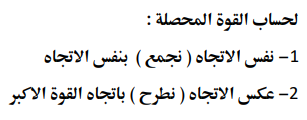 لحساب القوة المحصلة :
1- نفس الاتجاه ( نجمع ) بنفس الاتجاه
2- عكس الاتجاه ( نطرح ) باتجاه القوة الاكبر